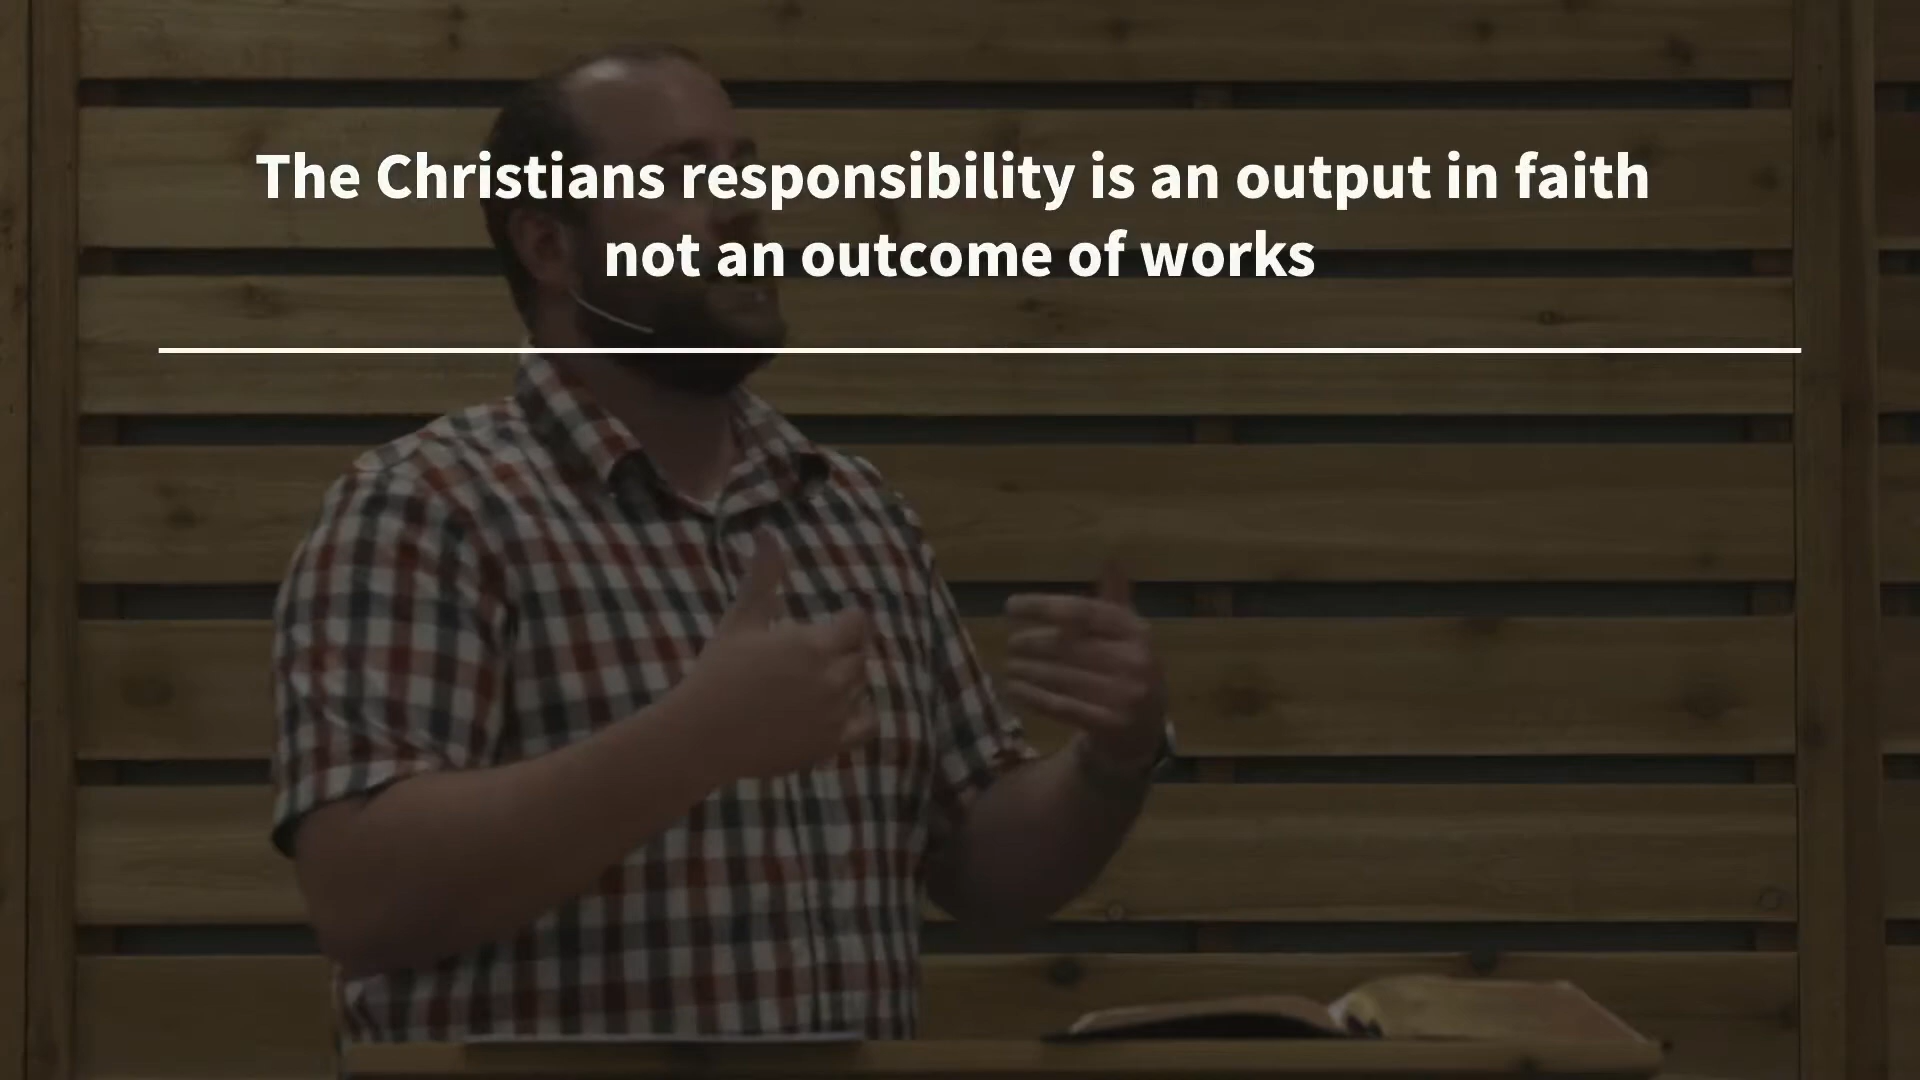 The Christians responsibility is an output in faith
not an outcome of works